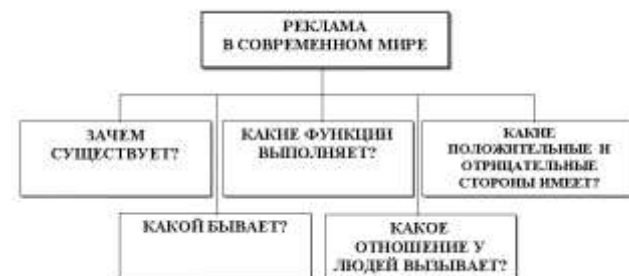 РЕКЛАМА
В СОВРЕМЕННОМ МИРЕ
ЗАЧЕМ
СУЩЕСТВУЕТ?
КАКИЕ ФУНКЦИИ
ВЫПОЛНЯЕТ?
КАКИЕ
ПОЛОЖИТЕЛЬНЫЕ И
ОТРИЦАТЕЛЬНЫЕ
СТОРОНЫ ИМЕЕТ?
КАКОЙ БЫВАЕТ?
КАКОЕ
ОТНОШЕНИЕ У
ЛЮДЕЙ ВЫЗЫВАЕТ?